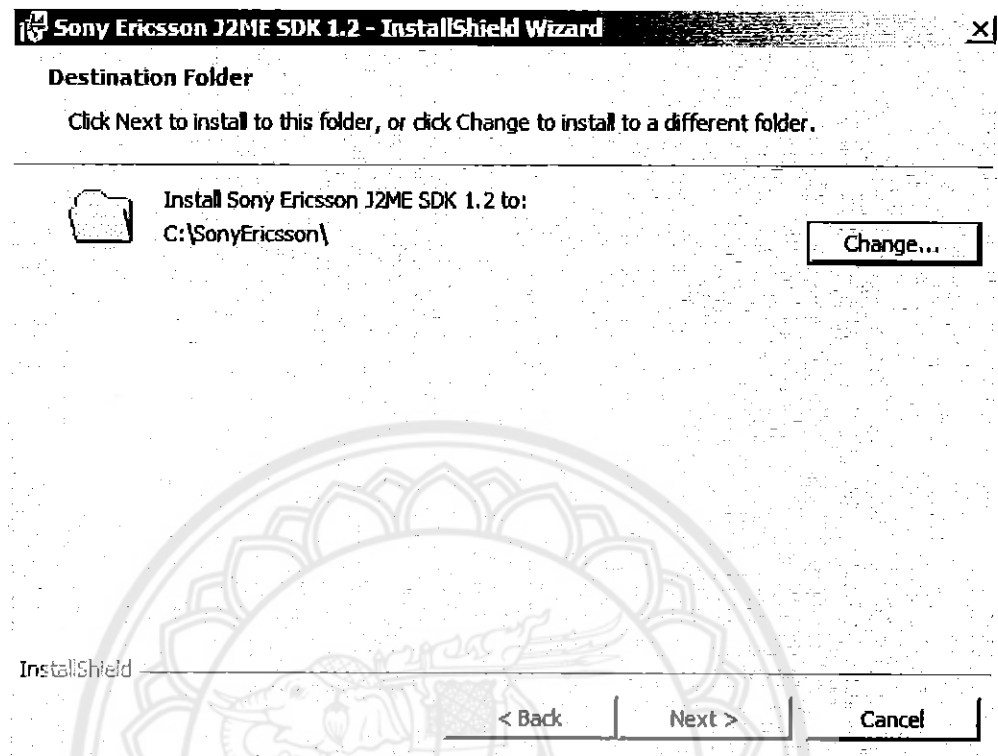 Sony Ericsson J2ME SDK 1.2 - InstallShield Wizard
Destination Folder
Click Next to install to this folder, or click Change to install to a different folder.
Install Sony Ericsson J2ME SDK 1.2 to:
C:\SonyEricsson\
Change...
InstallShield
< Back
Next >
Cancel